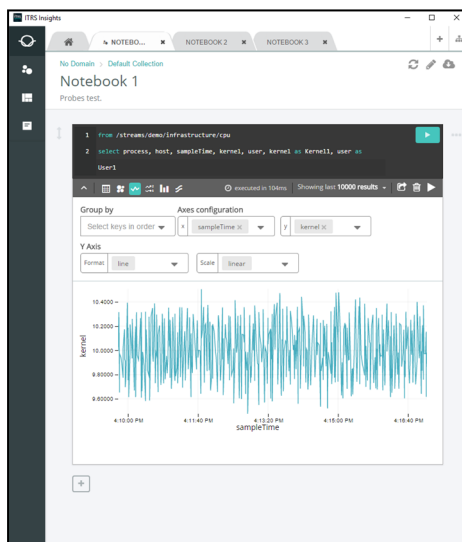 ITRS Insights
NOTEBO...
NOTEBOOK 2
NOTEBOOK 3
No Domain > Default Collection
Notebook 1
Probes test.
1 from /streams/demo/infrastructure/cpu
2 select process, host, sampleTime, kernel, user, kernel as Kernel1, user as
User1
executed in 104ms
Showing last 10000 results
Group by
Axes configuration
Select keys in order
x sampleTime ×
y kernel ×
Y Axis
Format line
Scale linear
10.4000
10.2000
10.0000
9.80000
9.60000
kernel
4:10:00 PM
4:11:40 PM
4:13:20 PM
4:15:00 PM
4:16:40 PM
sampleTime